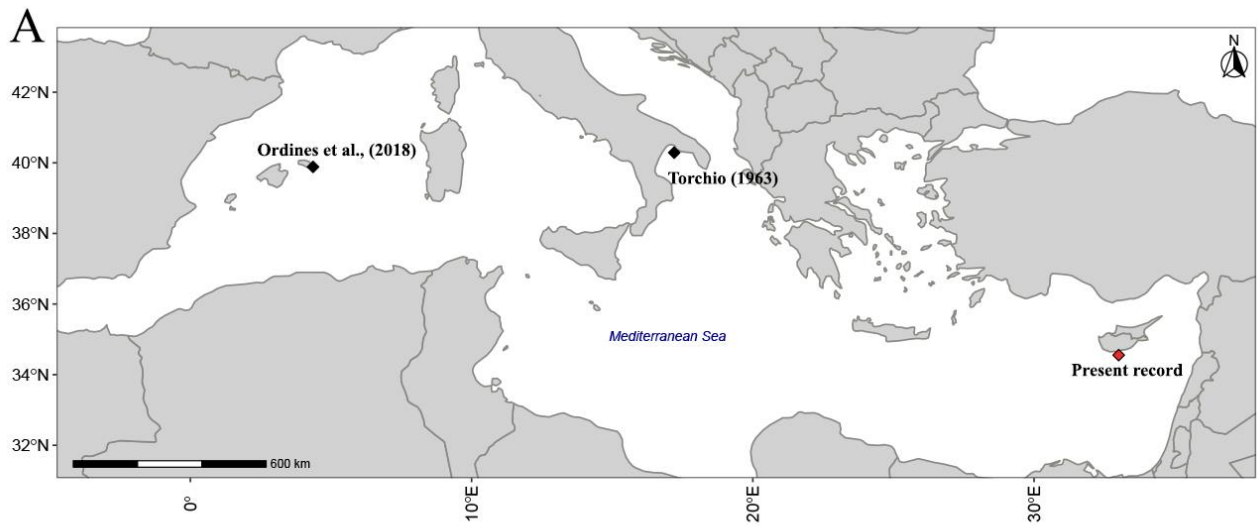 A
N
42°N
40°N
38°N
36°N
34°N
32°N
Ordines et al., (2018)
Torchio (1963)
Mediterranean Sea
Present record
600 km
0°
10°E
20°E
30°E